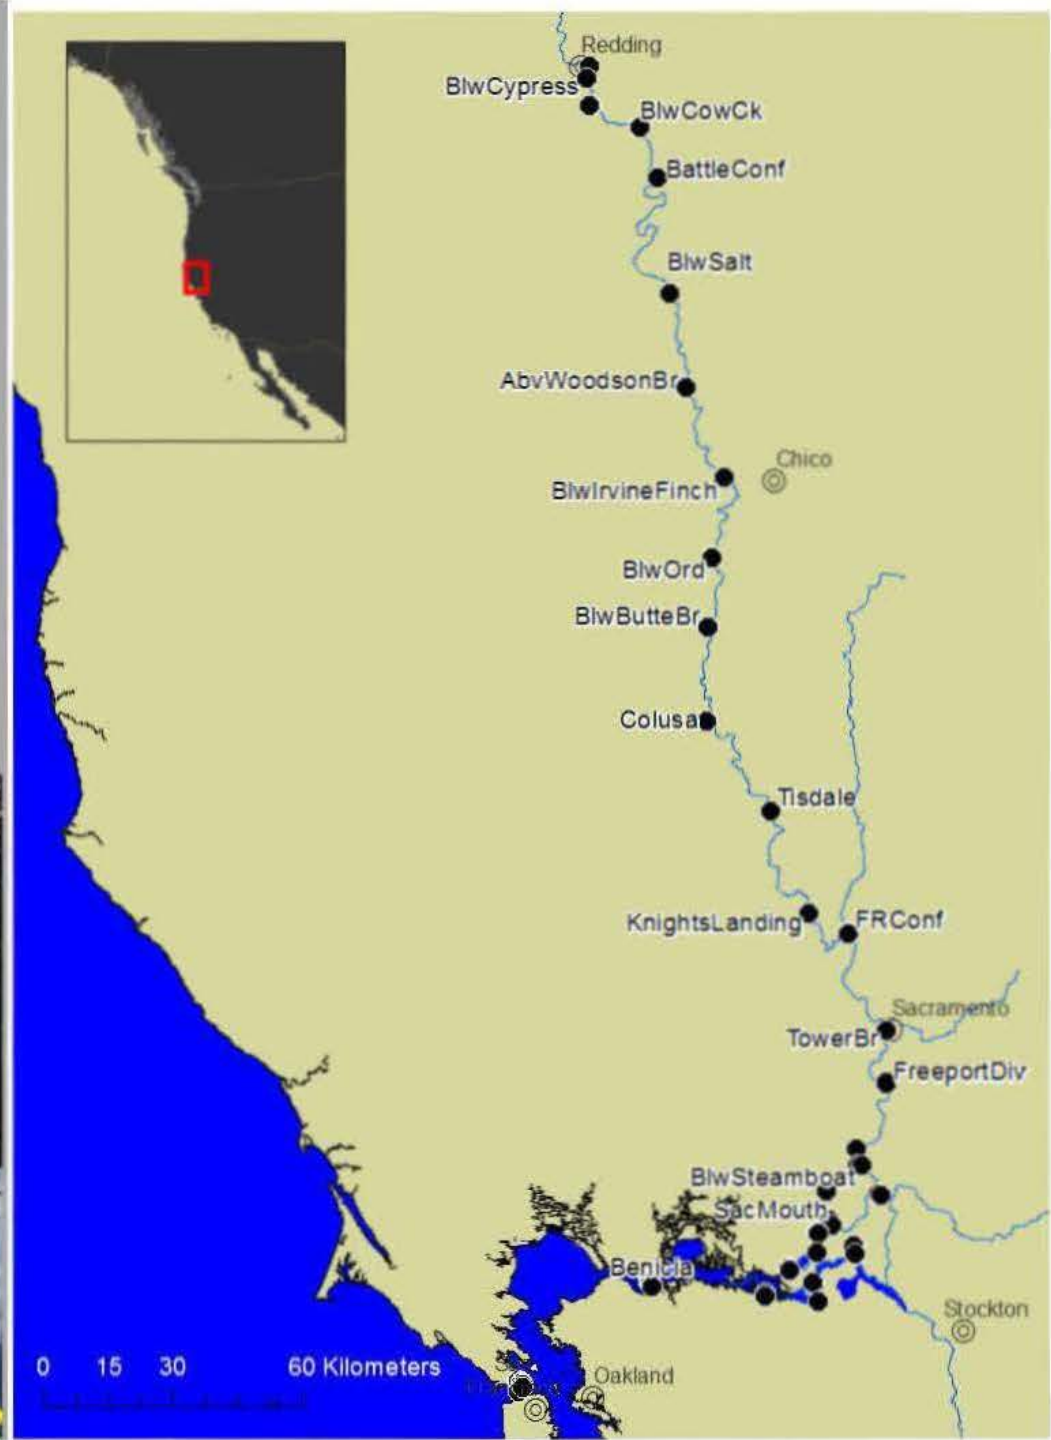 Redding
BlwCypress
BlwCowCk
BattleConf
BlwSalt
AbvWoodsonBr
Chico
BlwIrvineFinch
BlwOrd
BlwButteBr
Colusa
Tisdale
KnightsLanding
FRConf
Sacramento
TowerBr
FreeportDiv
BlwSteamboat
SacMouth
Benicia
Stockton
0 15 30 60 Kilometers
Oakland